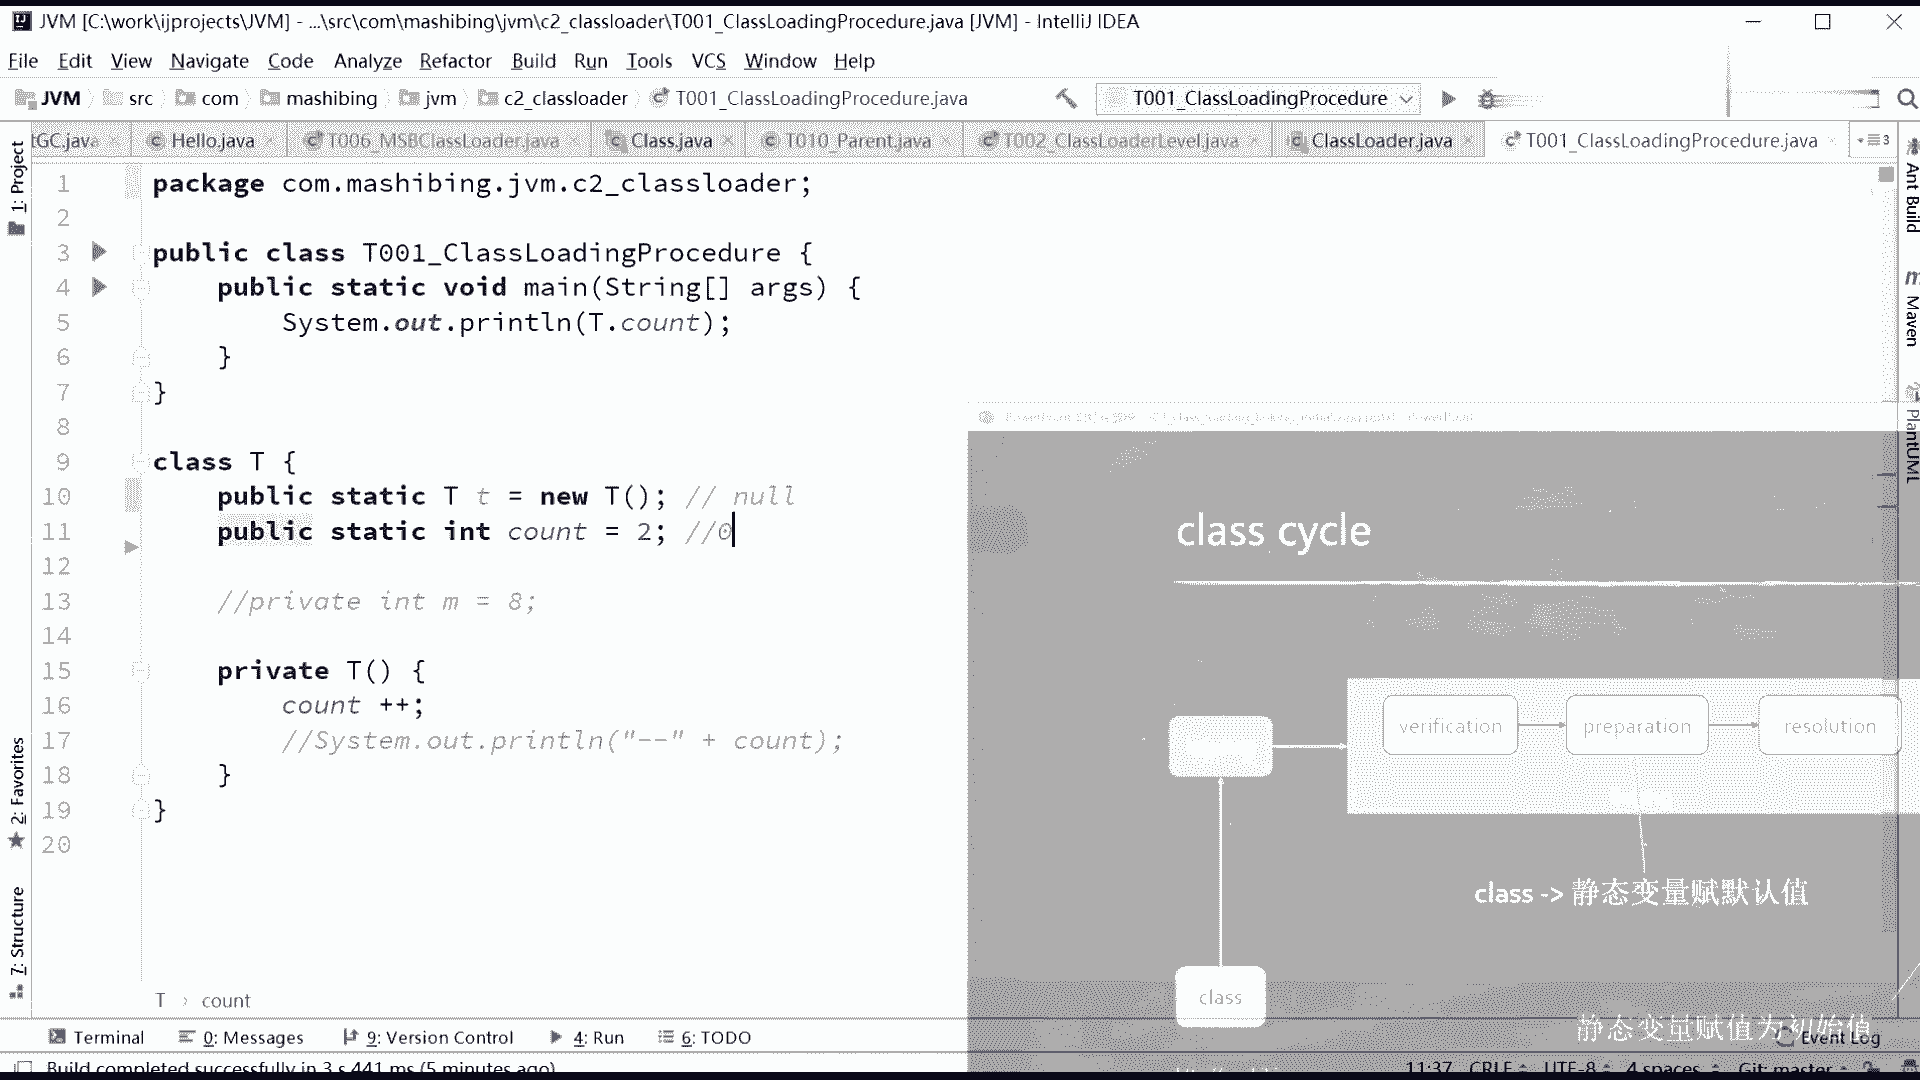 JVM [C:\work\ijprojects\JVM] - ...\src\com\mashibing\jvm\c2_classloader\T001_ClassLoadingProcedure.java [JVM] - IntelliJ IDEA
File Edit View Navigate Code Analyze Refactor Build Run Tools VCS Window Help
JVM src com mashibing jvm c2_classloader T001_ClassLoadingProcedure.java T001_ClassLoadingProcedure
tGC.java Hello.java T006_MSBClassLoader.java Class.java T010_Parent.java T002_ClassLoaderLevel.java ClassLoader.java T001_ClassLoadingProcedure.java 3
1: Project
2: Favorites
7: Structure
1 package com.mashibing.jvm.c2_classloader;
2
3 public class T001_ClassLoadingProcedure {
4 public static void main(String[] args) {
5 System.out.println(T.count);
6 }
7 }
8
9 class T {
10 public static T t = new T(); // null
11 public static int count = 2; //0
12
13 //private int m = 8;
14
15 private T() {
16 count ++;
17 //System.out.println("--" + count);
18 }
19 }
20
Ant Build
Maven
PlantUML
class cycle
verification preparation resolution
class -> 静态变量赋默认值
class
静态变量赋值为初始值
T › count
Terminal 0: Messages 9: Version Control 4: Run 6: TODO Event Log
Build completed successfully in 3 s 441 ms (5 minutes ago) 11:37 CRLF UTF-8 4 spaces Git: master